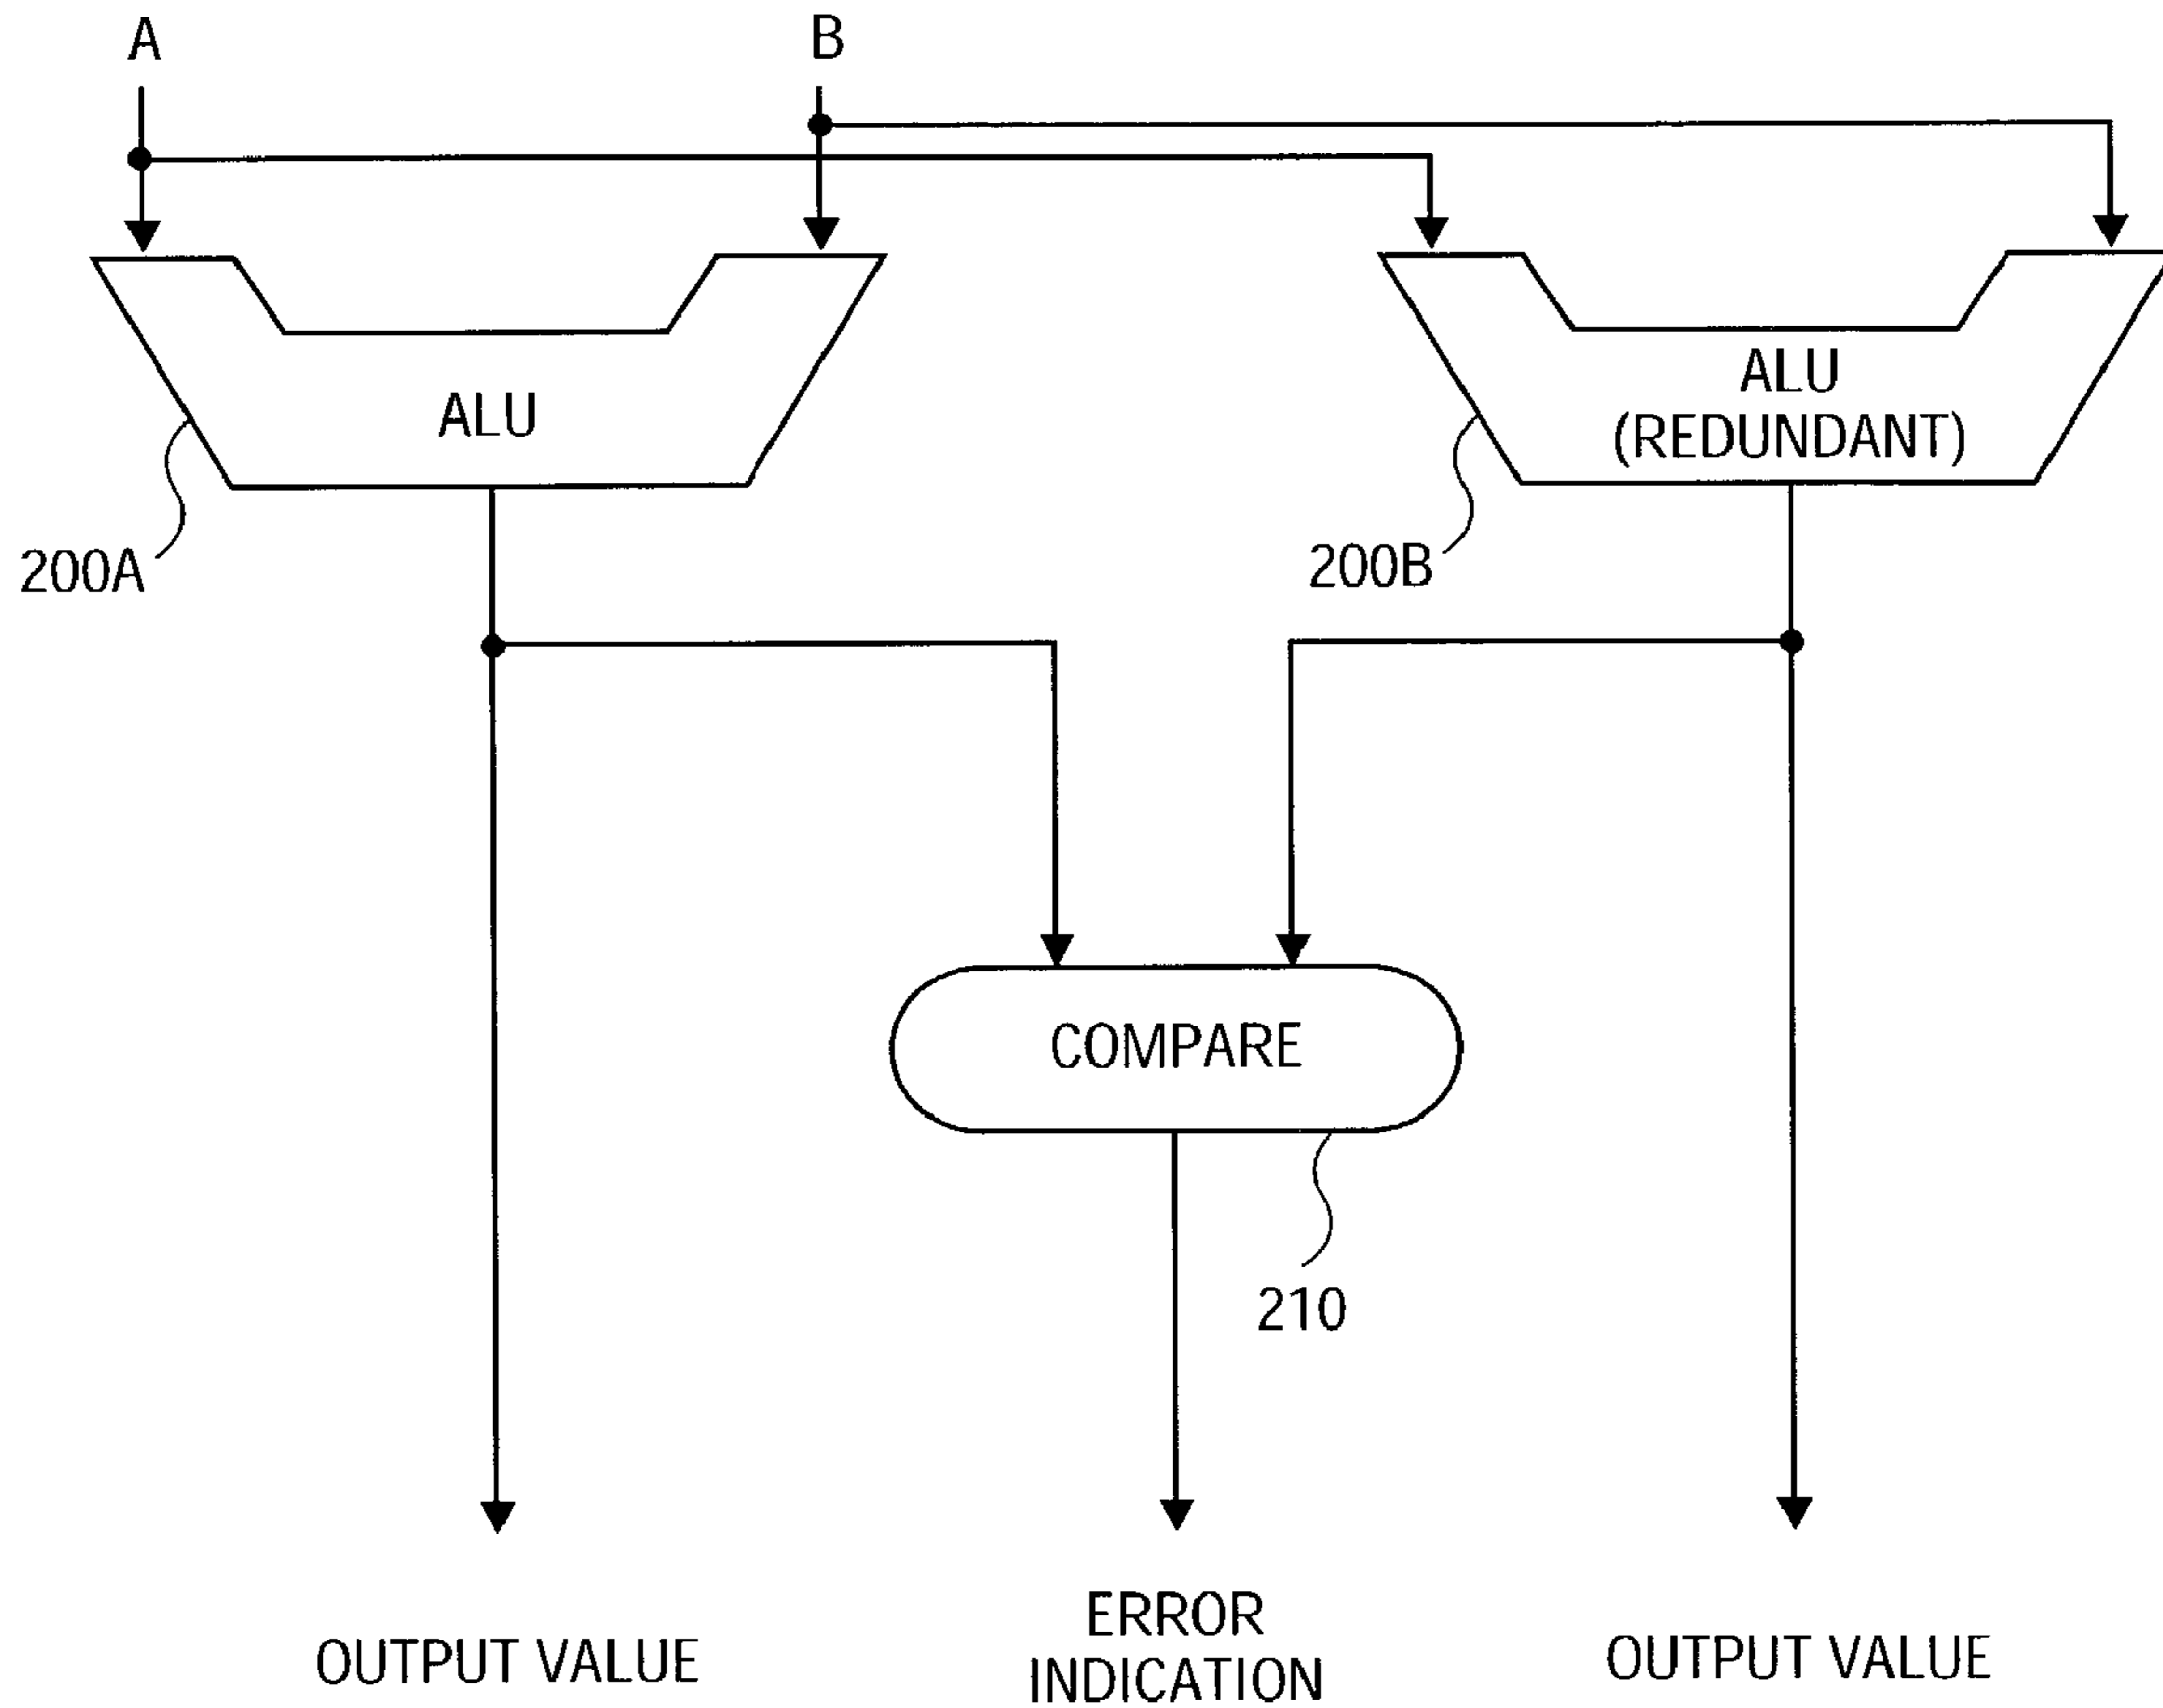 A
B
ALU
ALU
(REDUNDANT)
200A
200B
COMPARE
210
OUTPUT VALUE
ERROR
INDICATION
OUTPUT VALUE